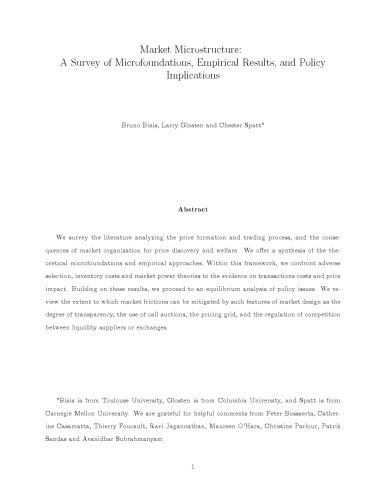 Market Microstructure:
A Survey of Microfoundations, Empirical Results, and Policy
Implications
Bruno Biais, Larry Glosten and Chester Spatt*
Abstract
We survey the literature analyzing the price formation and trading process, and the conse-
quences of market organization for price discovery and welfare. We offer a synthesis of the the-
oretical microfoundations and empirical approaches. Within this framework, we confront adverse
selection, inventory costs and market power theories to the evidence on transactions costs and price
impact. Building on these results, we proceed to an equilibrium analysis of policy issues. We re-
view the extent to which market frictions can be mitigated by such features of market design as the
degree of transparency, the use of call auctions, the pricing grid, and the regulation of competition
between liquidity suppliers or exchanges.
*Biais is from Toulouse University, Glosten is from Columbia University, and Spatt is from
Carnegie Mellon University. We are grateful for helpful comments from Peter Bossaerts, Cather-
ine Casamatta, Thierry Foucault, Ravi Jagannathan, Maureen O'Hara, Christine Parlour, Patrik
Sandas and Avanidhar Subrahmanyam.
1